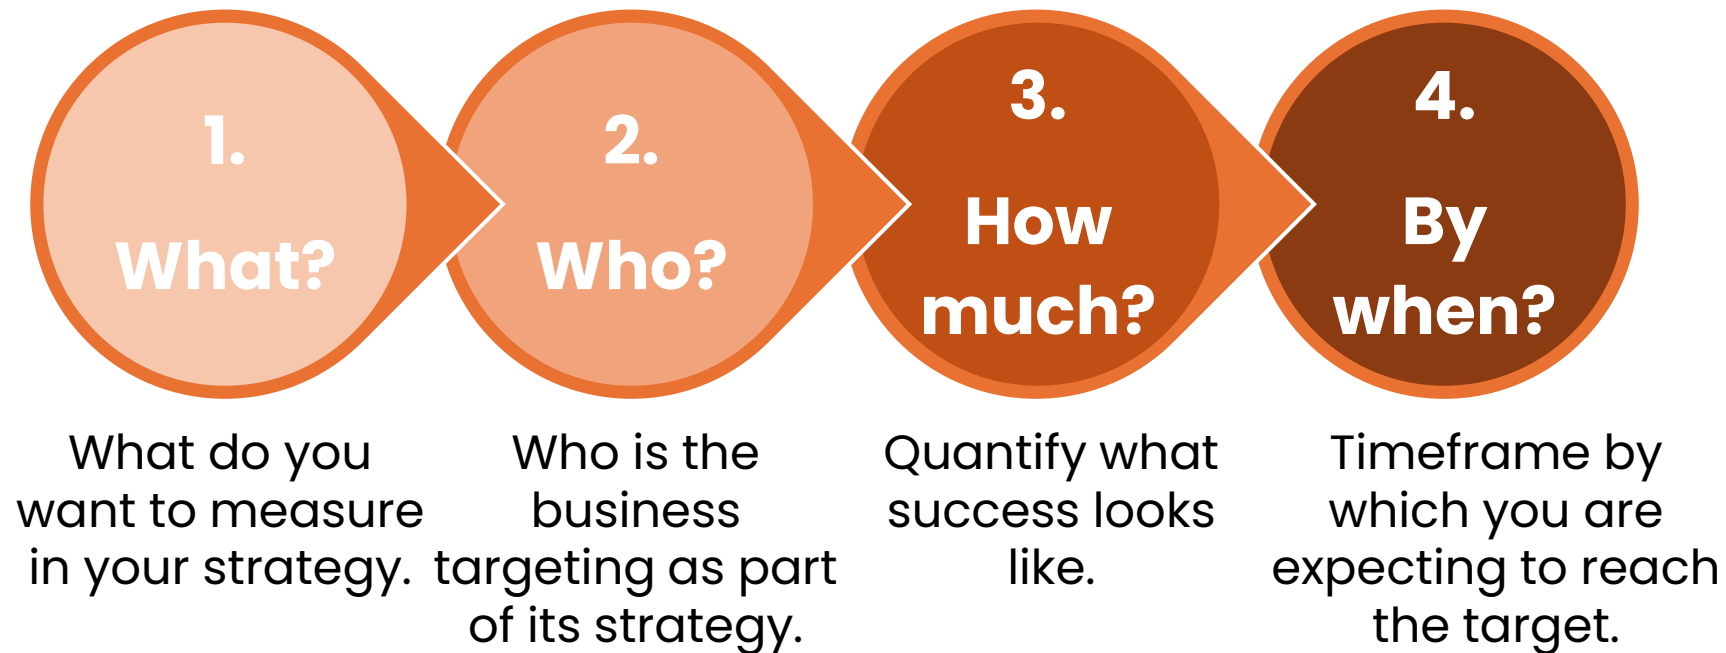 1.
What?
2.
Who?
3.
How
much?
4.
By
when?
What do you
want to measure
in your strategy.
Who is the
business
targeting as part
of its strategy.
Quantify what
success looks
like.
Timeframe by
which you are
expecting to reach
the target.